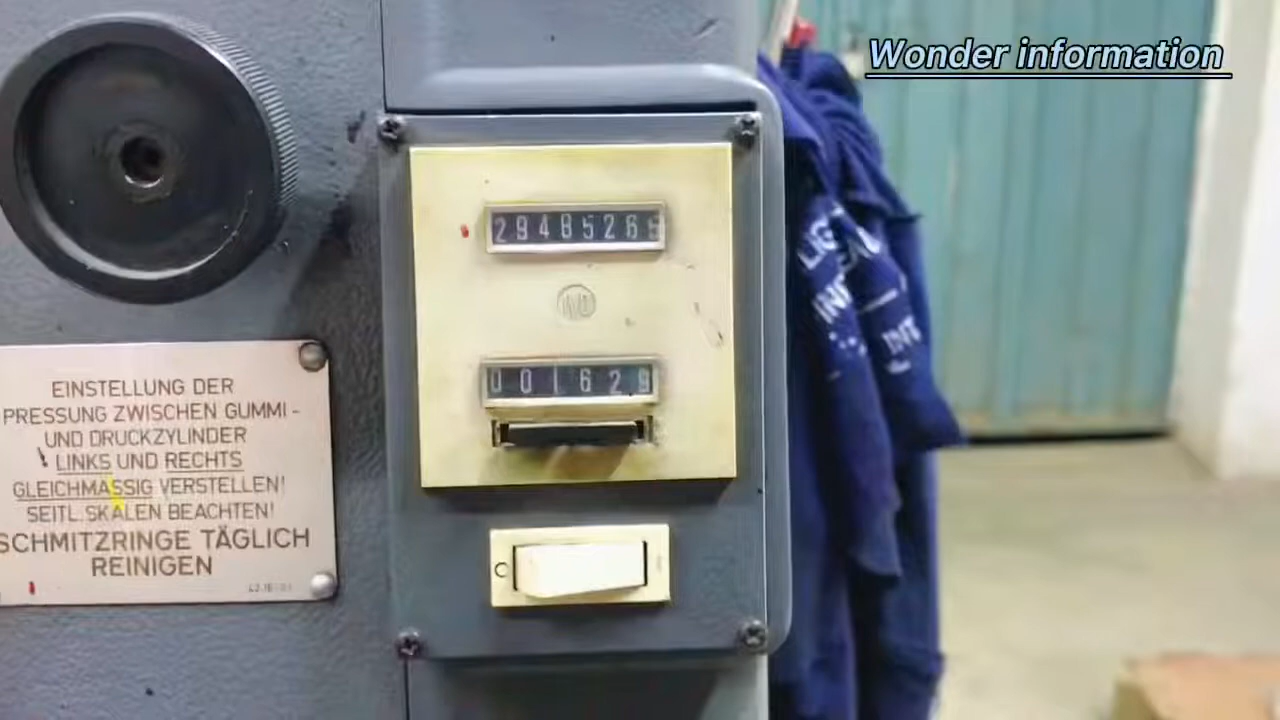 Wonder information
29485266
001629
EINSTELLUNG DER
PRESSUNG ZWISCHEN GUMMI -
UND DRUCKZYLINDER
LINKS UND RECHTS
GLEICHMÄSSIG VERSTELLEN!
SEITL. SKALEN BEACHTEN!
SCHMITZRINGE TÄGLICH
REINIGEN